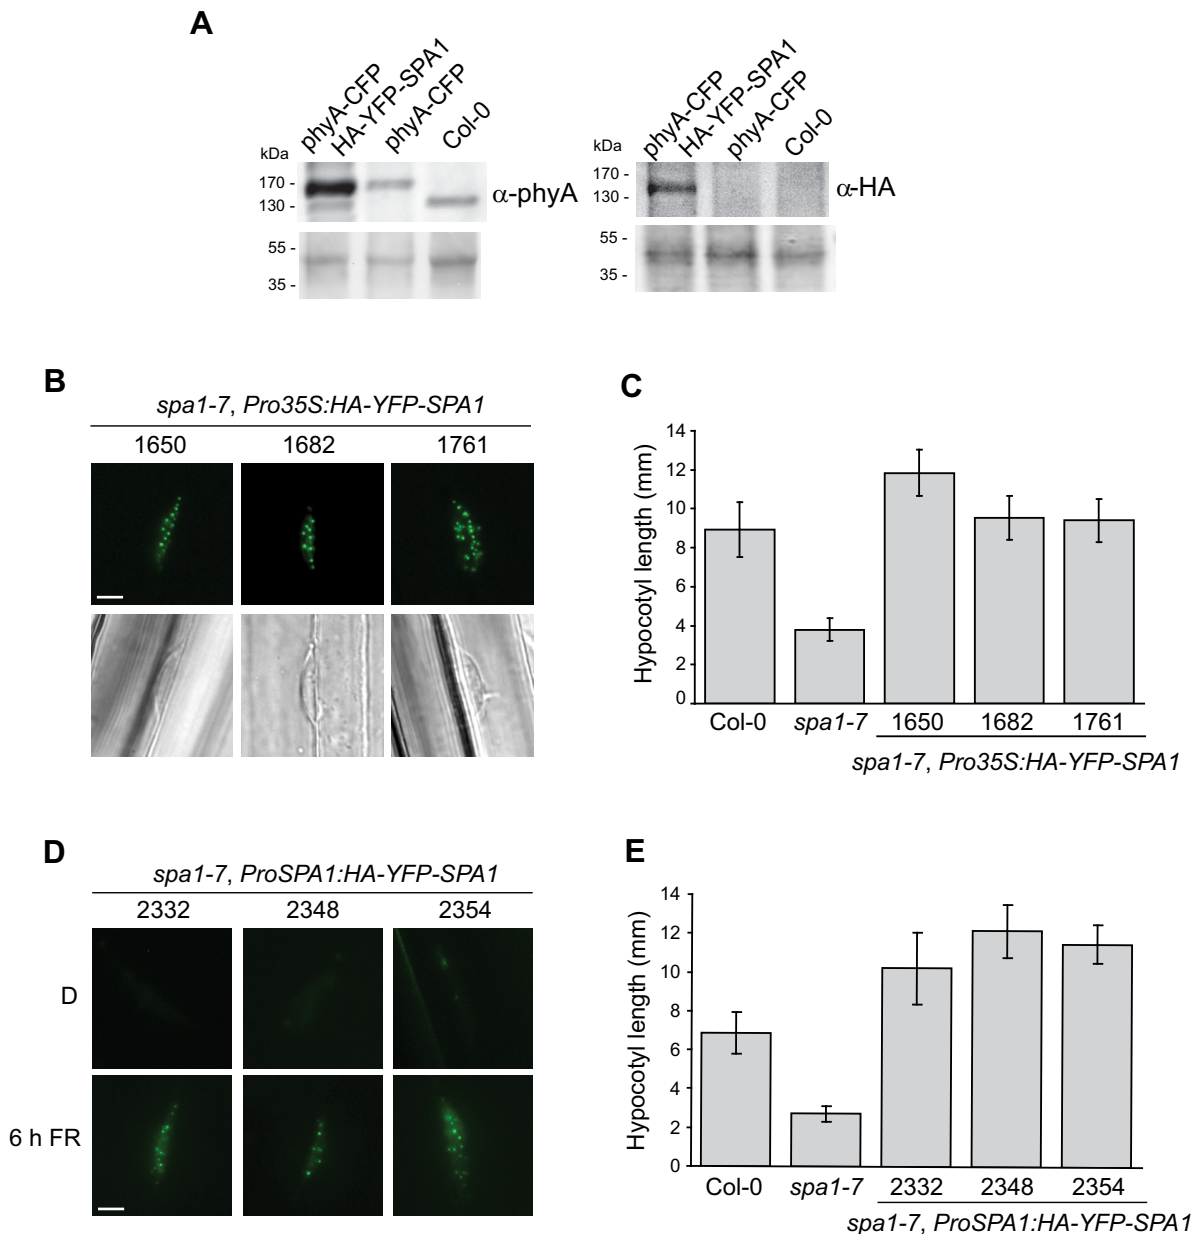 A
phyA-CFP
HA-YFP-SPA1
phyA-CFP
Col-0
kDa
170 -
130 -
α-phyA
55 -
35 -
phyA-CFP
HA-YFP-SPA1
phyA-CFP
Col-0
kDa
170 -
130 -
α-HA
55 -
35 -
B
spa1-7, Pro35S:HA-YFP-SPA1
1650 1682 1761
C
Hypocotyl length (mm)
14
12
10
8
6
4
2
0
Col-0 spa1-7 1650 1682 1761
spa1-7, Pro35S:HA-YFP-SPA1
D
spa1-7, ProSPA1:HA-YFP-SPA1
2332 2348 2354
D
6 h FR
E
Hypocotyl length (mm)
14
12
10
8
6
4
2
0
Col-0 spa1-7 2332 2348 2354
spa1-7, ProSPA1:HA-YFP-SPA1